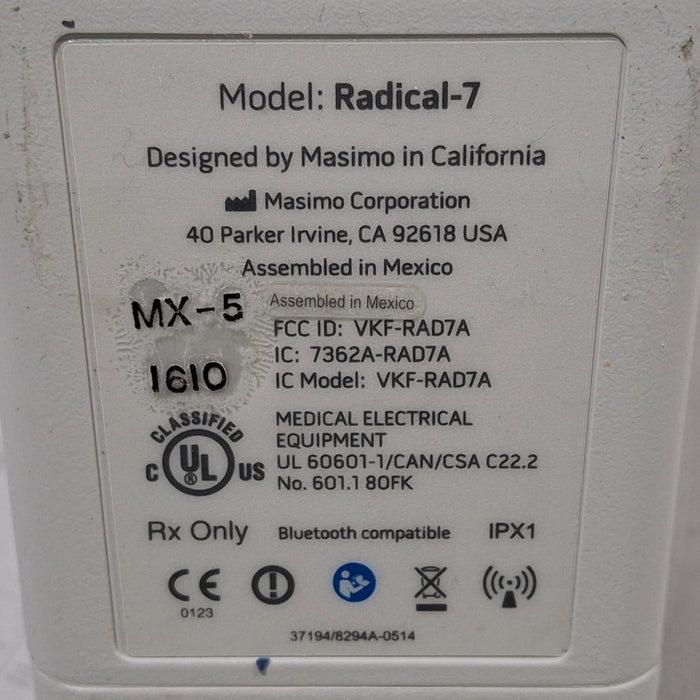 Model: Radical-7
Designed by Masimo in California
Masimo Corporation
40 Parker Irvine, CA 92618 USA
Assembled in Mexico
MX-5
Assembled in Mexico
FCC ID: VKF-RAD7A
IC: 7362A-RAD7A
1610
IC Model: VKF-RAD7A
CLASSIFIED
C UL® US
MEDICAL ELECTRICAL
EQUIPMENT
UL 60601-1/CAN/CSA C22.2
No. 601.1 80FK
Rx Only Bluetooth compatible IPX1
CE
0123
37194/8294A-0514